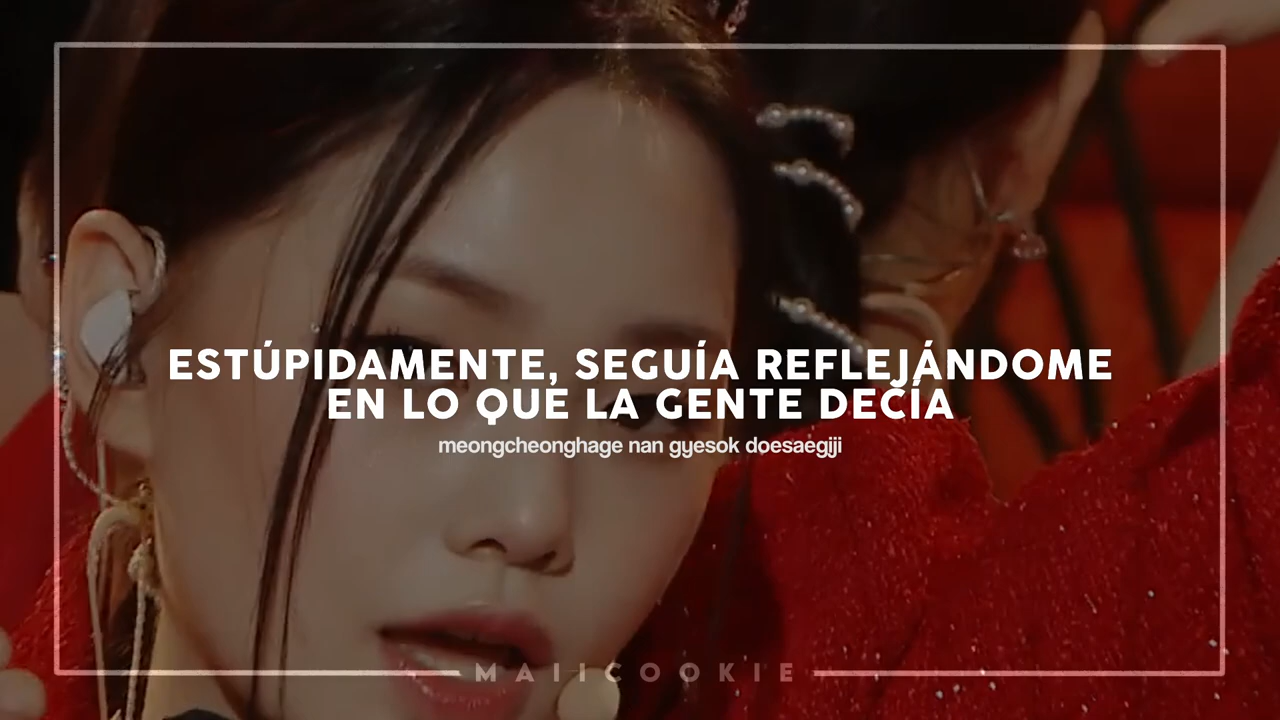 ESTÚPIDAMENTE, SEGUÍA REFLEJÁNDOME
EN LO QUE LA GENTE DECÍA
meongcheonghage nan gyesok doesaegiji
MAIICOOKIE